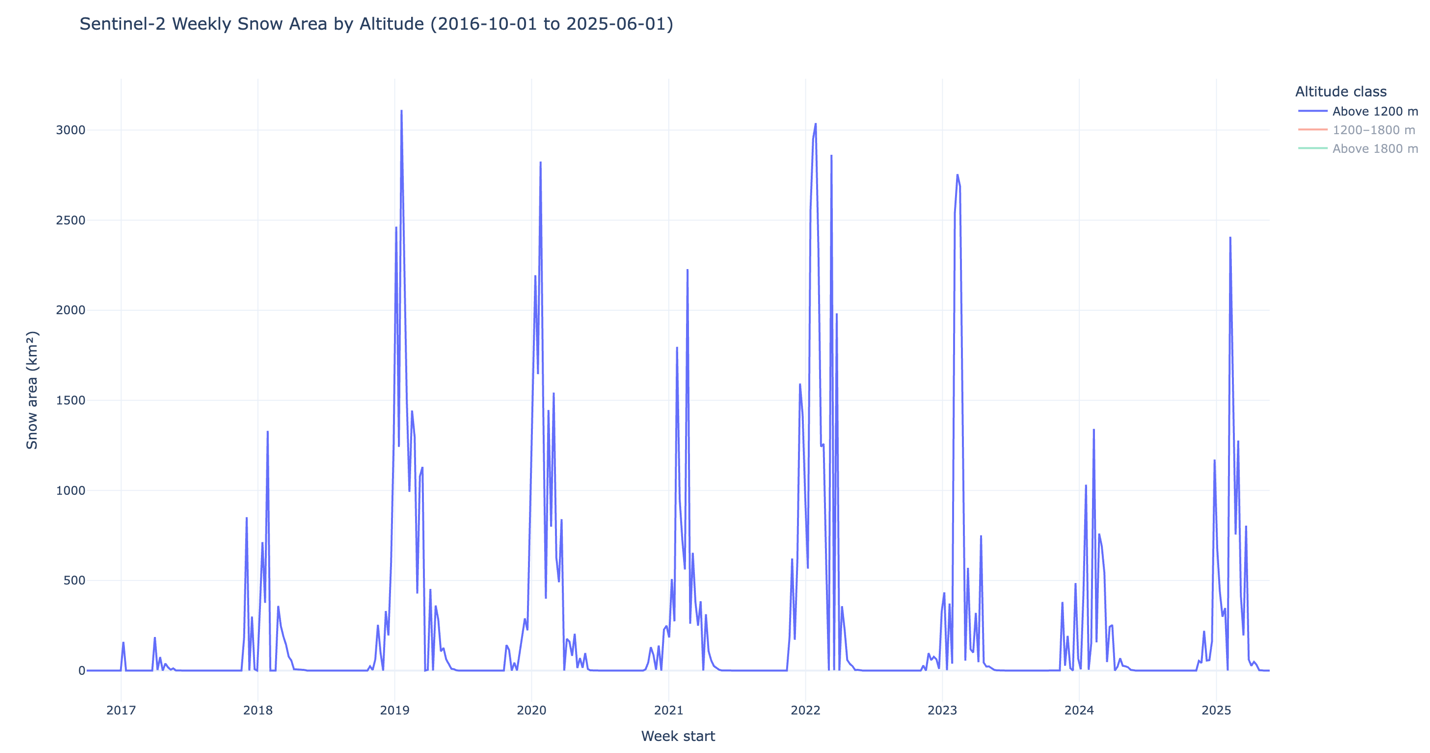 Sentinel-2 Weekly Snow Area by Altitude (2016-10-01 to 2025-06-01)
Altitude class
Above 1200 m
1200–1800 m
Above 1800 m
Snow area (km²)
3000
2500
2000
1500
1000
500
0
2017 2018 2019 2020 2021 2022 2023 2024 2025
Week start